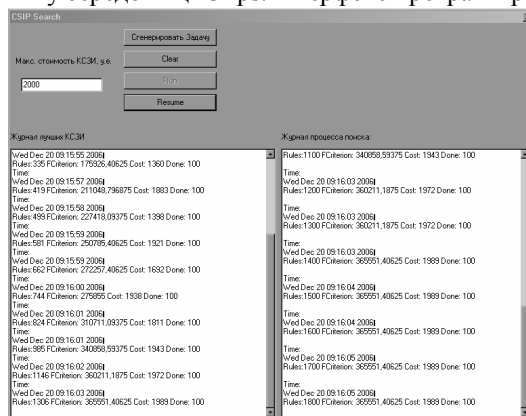 CSIP Search
Сгенерировать Задачу
Макс. стоимость КСЗИ, у.е.
Clear
2000
Run
Resume
Журнал лучших КСЗИ
Wed Dec 20 09:15:55 2006
Rules:335 FCriterion: 175926,40625 Cost: 1360 Done: 100
Time:
Wed Dec 20 09:15:57 2006
Rules:419 FCriterion: 211048,796875 Cost: 1883 Done: 100
Time:
Wed Dec 20 09:15:58 2006
Rules:499 FCriterion: 227418,09375 Cost: 1398 Done: 100
Time:
Wed Dec 20 09:15:59 2006
Rules:581 FCriterion: 250785,40625 Cost: 1921 Done: 100
Time:
Wed Dec 20 09:15:59 2006
Rules:662 FCriterion: 272257,40625 Cost: 1692 Done: 100
Time:
Wed Dec 20 09:16:00 2006
Rules:744 FCriterion: 275855 Cost: 1938 Done: 100
Time:
Wed Dec 20 09:16:01 2006
Rules:824 FCriterion: 310711,09375 Cost: 1811 Done: 100
Time:
Wed Dec 20 09:16:01 2006
Rules:985 FCriterion: 340858,59375 Cost: 1943 Done: 100
Time:
Wed Dec 20 09:16:02 2006
Rules:1146 FCriterion: 360211,1875 Cost: 1972 Done: 100
Time:
Wed Dec 20 09:16:03 2006
Rules:1306 FCriterion: 365551,40625 Cost: 1989 Done: 100
Журнал процесса поиска:
Rules:1100 FCriterion: 340858,59375 Cost: 1943 Done: 100
Time:
Wed Dec 20 09:16:03 2006
Rules:1200 FCriterion: 360211,1875 Cost: 1972 Done: 100
Time:
Wed Dec 20 09:16:03 2006
Rules:1300 FCriterion: 360211,1875 Cost: 1972 Done: 100
Time:
Wed Dec 20 09:16:03 2006
Rules:1400 FCriterion: 365551,40625 Cost: 1989 Done: 100
Time:
Wed Dec 20 09:16:04 2006
Rules:1500 FCriterion: 365551,40625 Cost: 1989 Done: 100
Time:
Wed Dec 20 09:16:04 2006
Rules:1600 FCriterion: 365551,40625 Cost: 1989 Done: 100
Time:
Wed Dec 20 09:16:05 2006
Rules:1700 FCriterion: 365551,40625 Cost: 1989 Done: 100
Time:
Wed Dec 20 09:16:05 2006
Rules:1800 FCriterion: 365551,40625 Cost: 1989 Done: 100